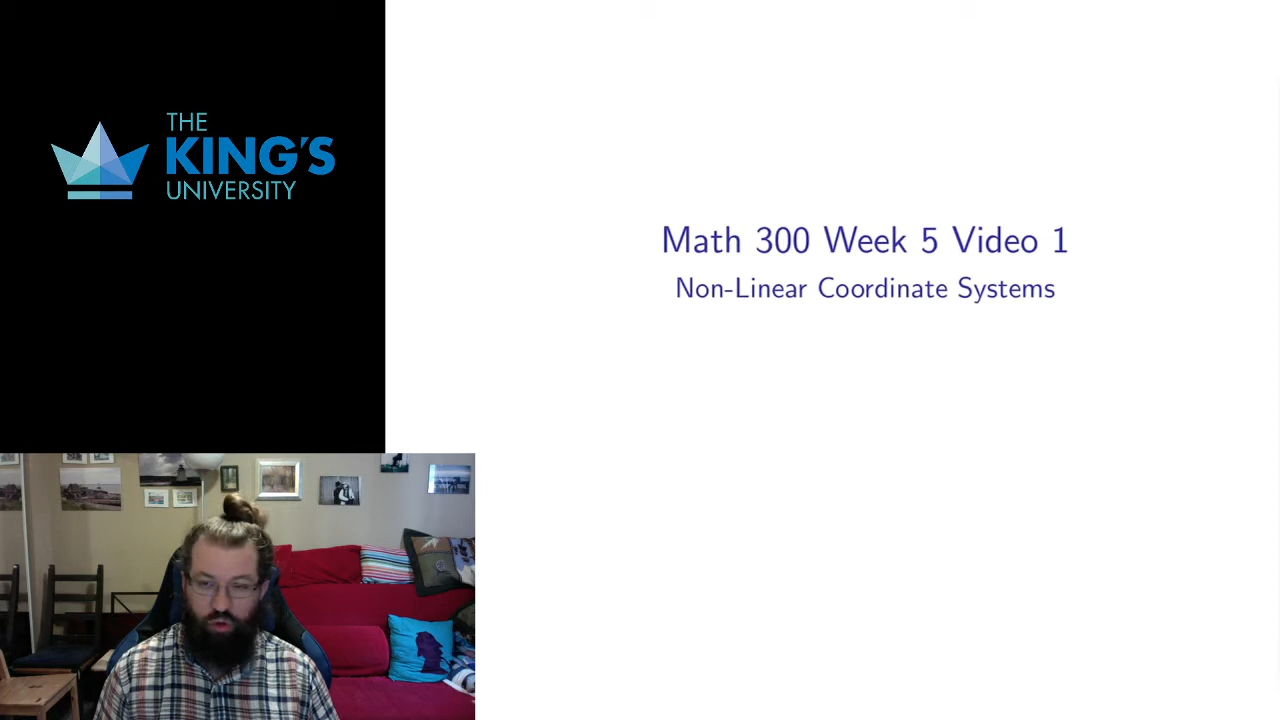 THE
KING'S
UNIVERSITY
Math 300 Week 5 Video 1
Non-Linear Coordinate Systems